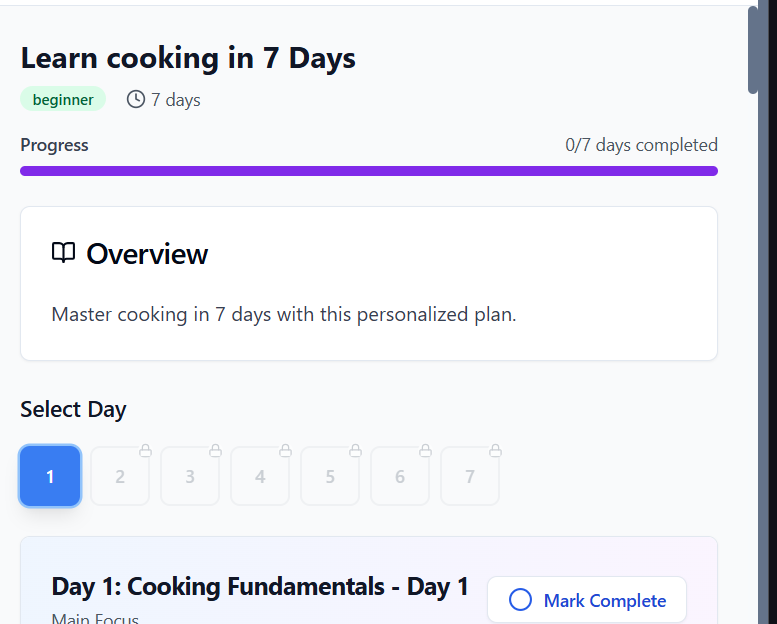 Learn cooking in 7 Days
beginner 7 days
Progress 0/7 days completed
Overview
Master cooking in 7 days with this personalized plan.
Select Day
1 2 3 4 5 6 7
Day 1: Cooking Fundamentals - Day 1
Mark Complete
Main Focus